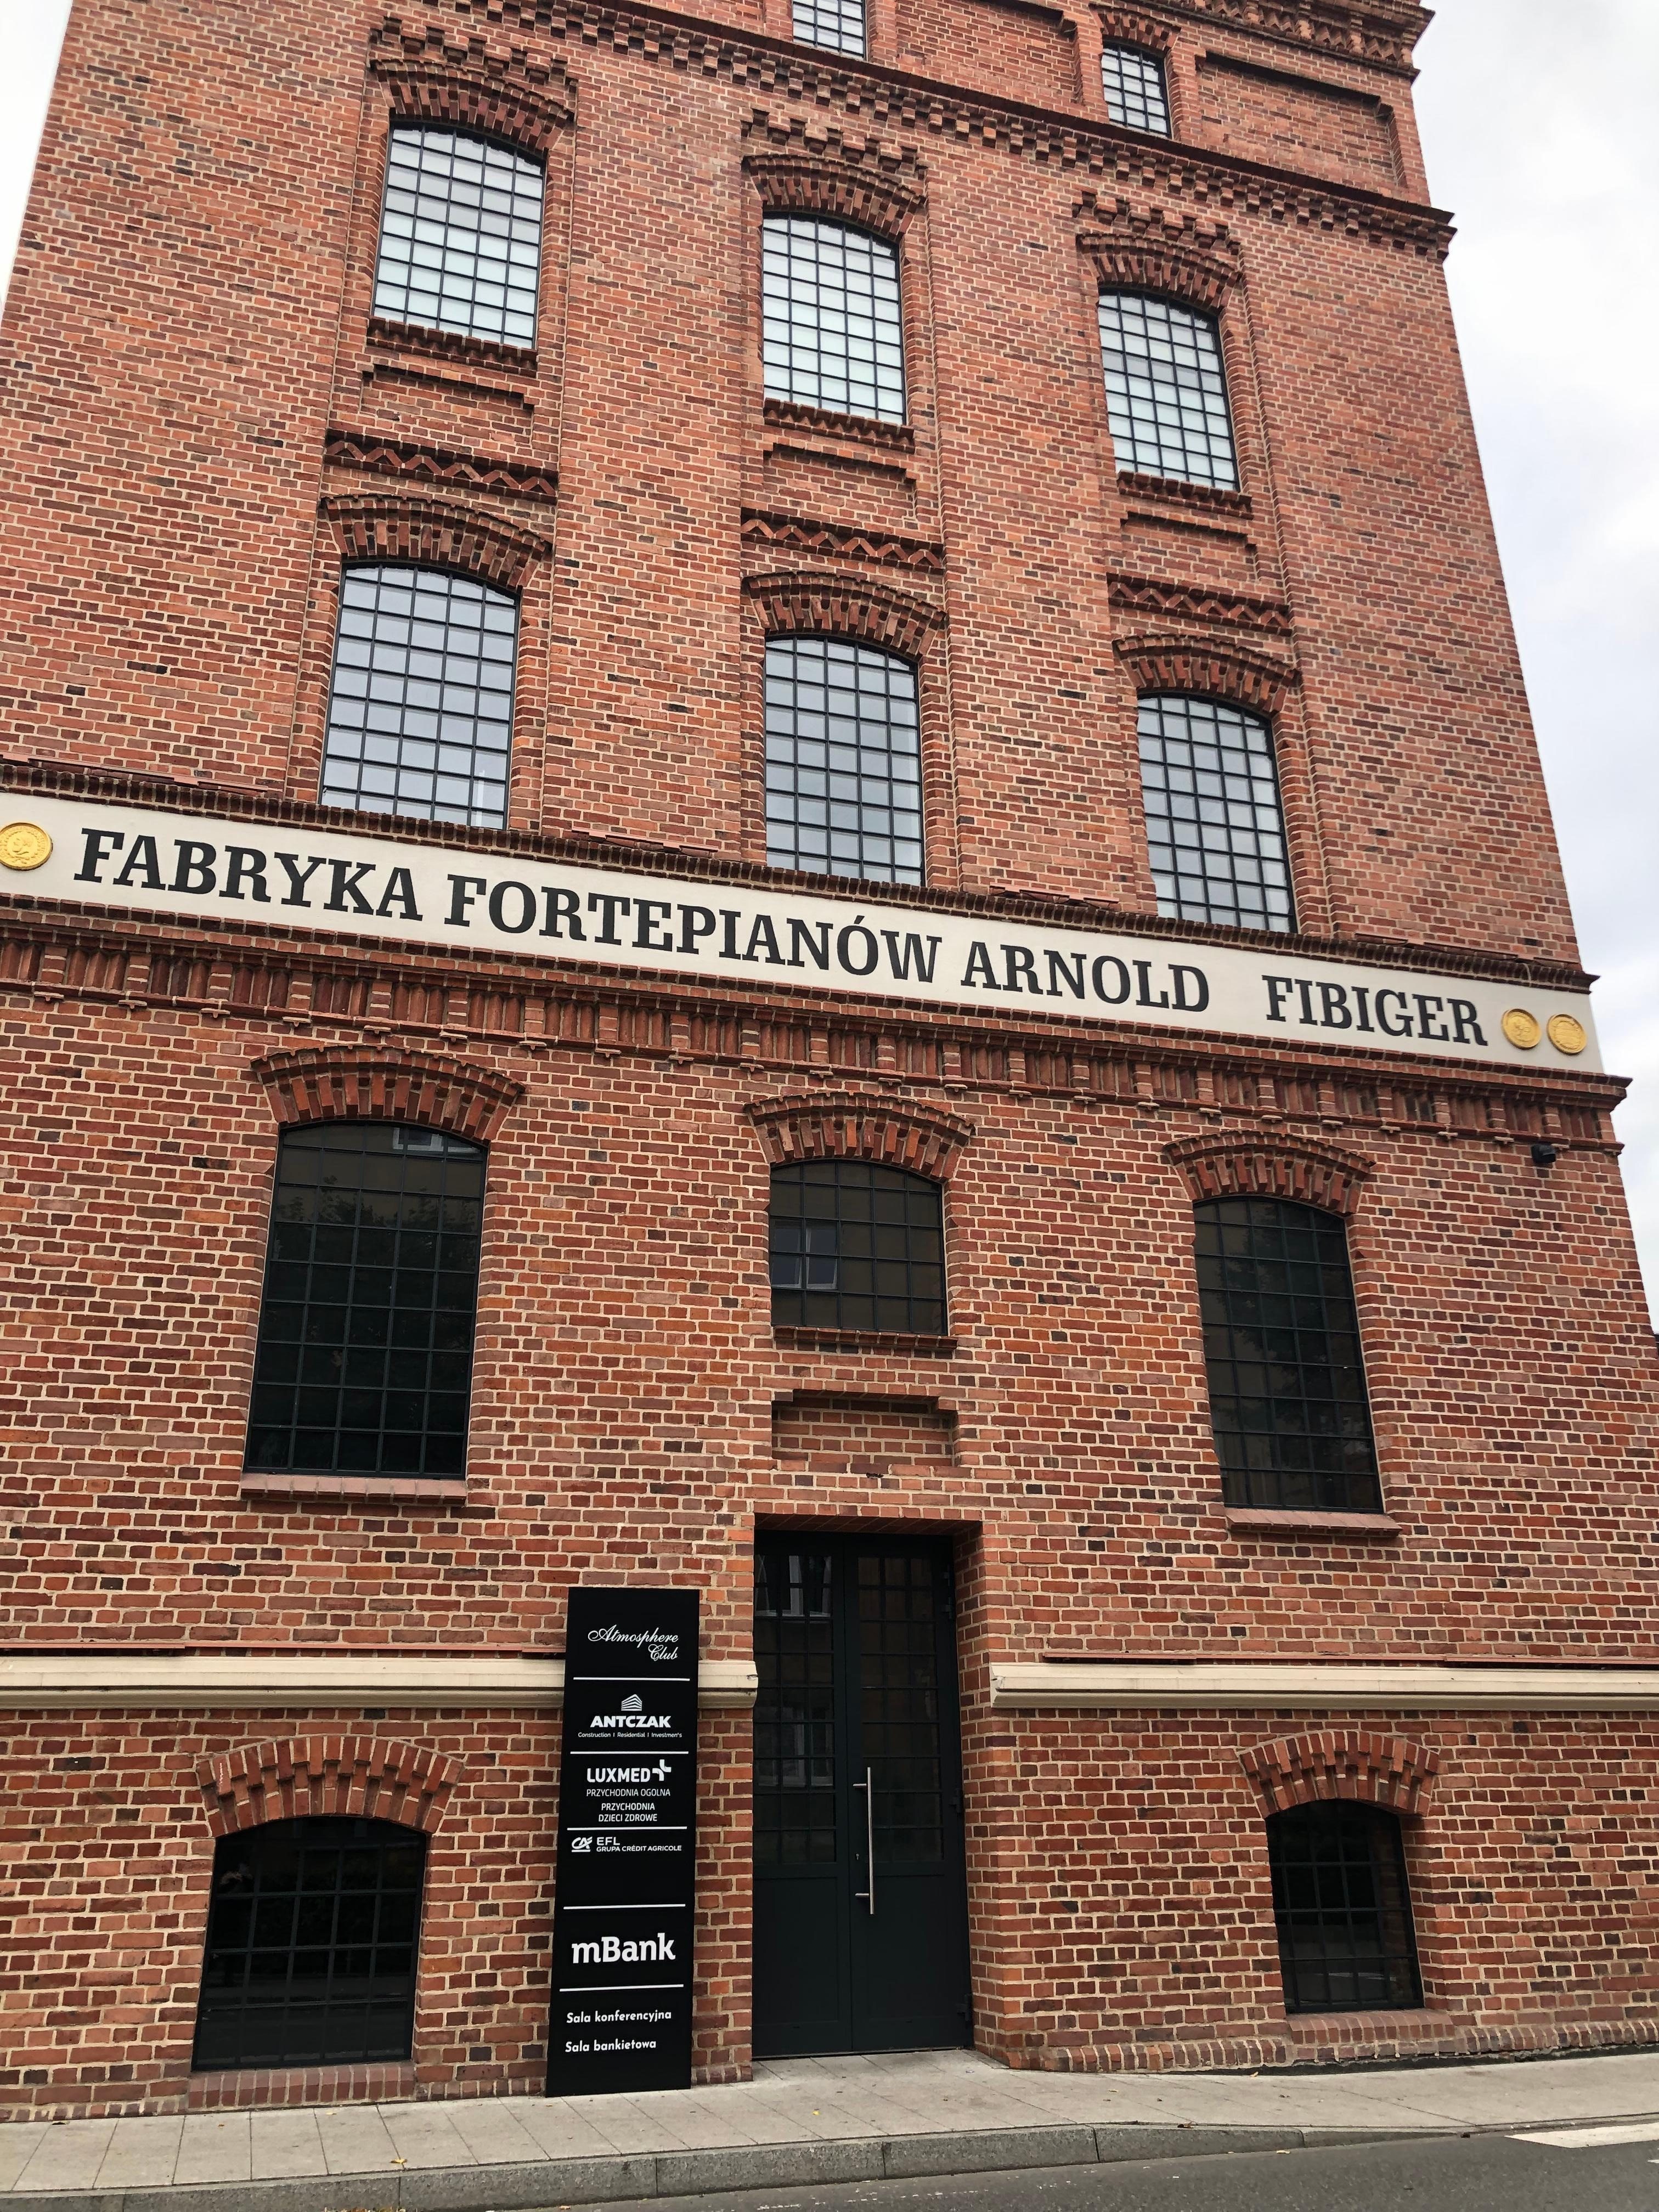 FABRYKA FORTEPIANÓW ARNOLD FIBIGER
Atmosphere
Club
ANTCZAK
Construction | Residential | Investment's
LUXMED
PRZYCHODNIA OGÓLNA
PRZYCHODNIA
DZIECI ZDROWE
CA EFL
GRUPA CRÉDIT AGRICOLE
mBank
Sala konferencyjna
Sala bankietowa